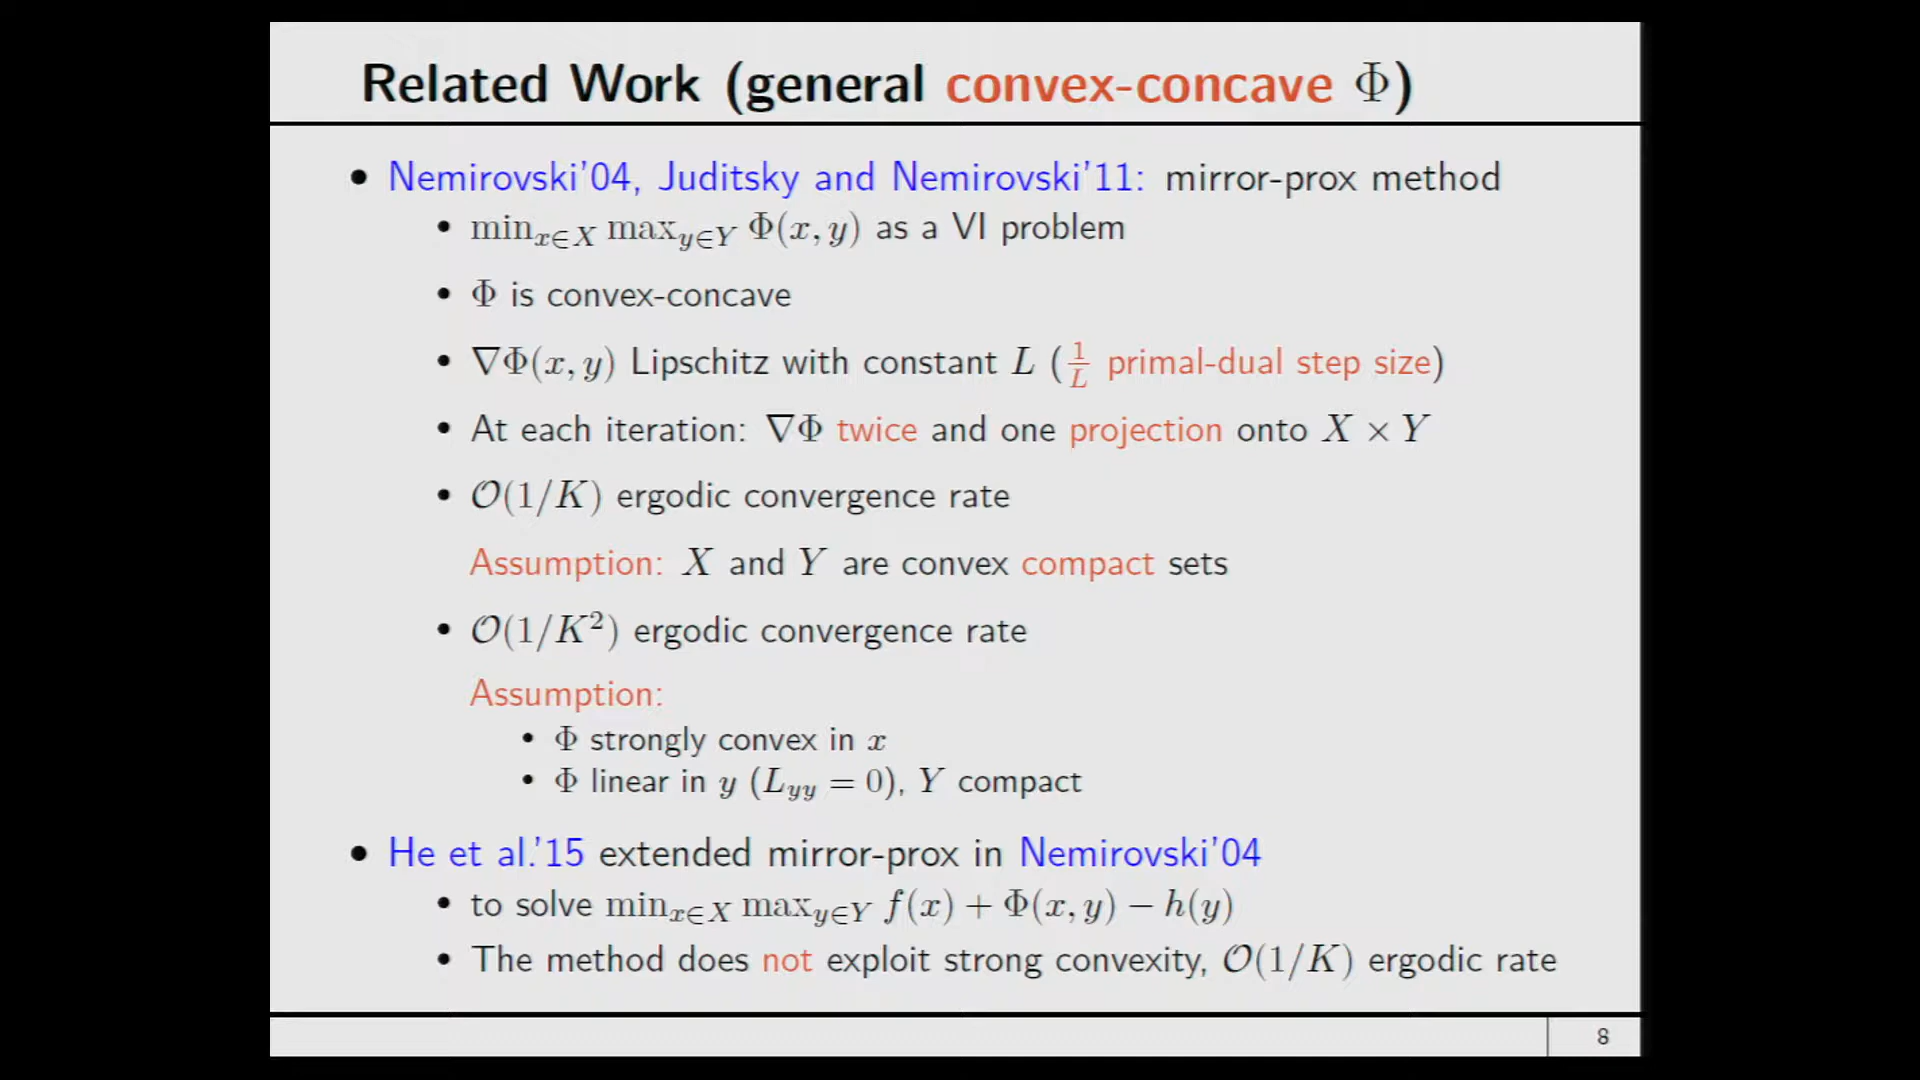 Related Work (general convex-concave Φ)
• Nemirovski'04, Juditsky and Nemirovski'11: mirror-prox method
• min_{x∈X} max_{y∈Y} Φ(x, y) as a VI problem
• Φ is convex-concave
• ∇Φ(x, y) Lipschitz with constant L (1/L primal-dual step size)
• At each iteration: ∇Φ twice and one projection onto X × Y
• 𝒪(1/K) ergodic convergence rate
Assumption: X and Y are convex compact sets
• 𝒪(1/K²) ergodic convergence rate
Assumption:
• Φ strongly convex in x
• Φ linear in y (L_{yy} = 0), Y compact
• He et al.'15 extended mirror-prox in Nemirovski'04
• to solve min_{x∈X} max_{y∈Y} f(x) + Φ(x, y) − h(y)
• The method does not exploit strong convexity, 𝒪(1/K) ergodic rate
8